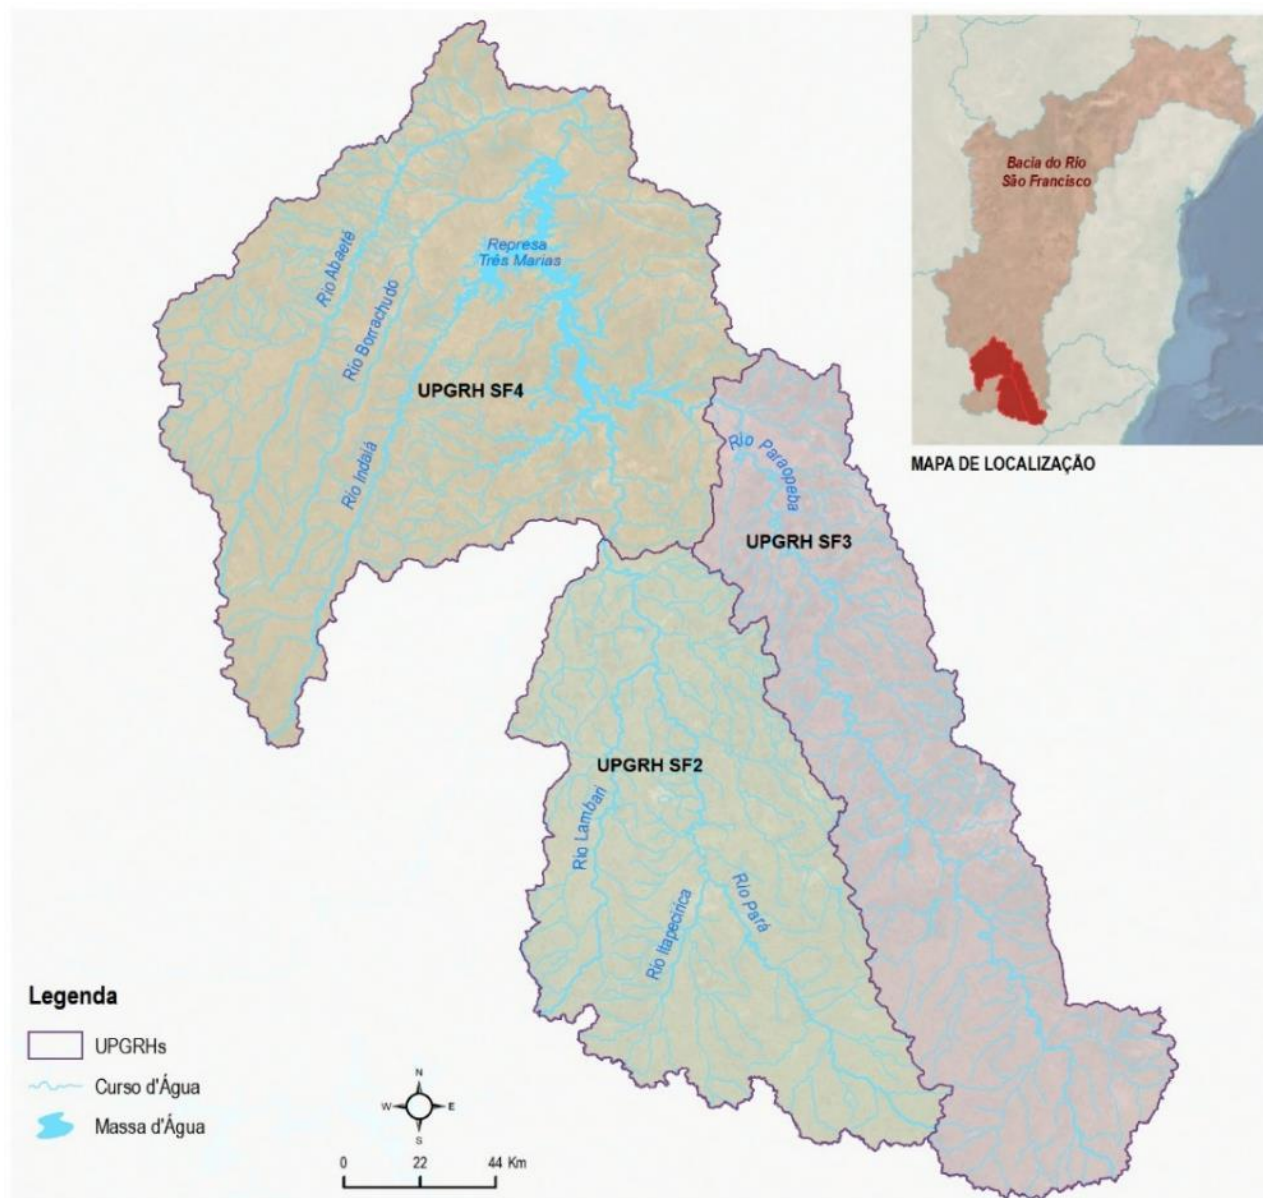 Bacia do Rio
São Francisco
MAPA DE LOCALIZAÇÃO
Represa
Três Marias
Rio Abaeté
Rio Borrachudo
UPGRH SF4
Rio Indaiá
Rio Paraopeba
UPGRH SF3
UPGRH SF2
Rio Lambari
Rio Itapecirica
Rio Pará
Legenda
UPGRHs
Curso d'Água
Massa d'Água
N
W
E
S
0 22 44 Km